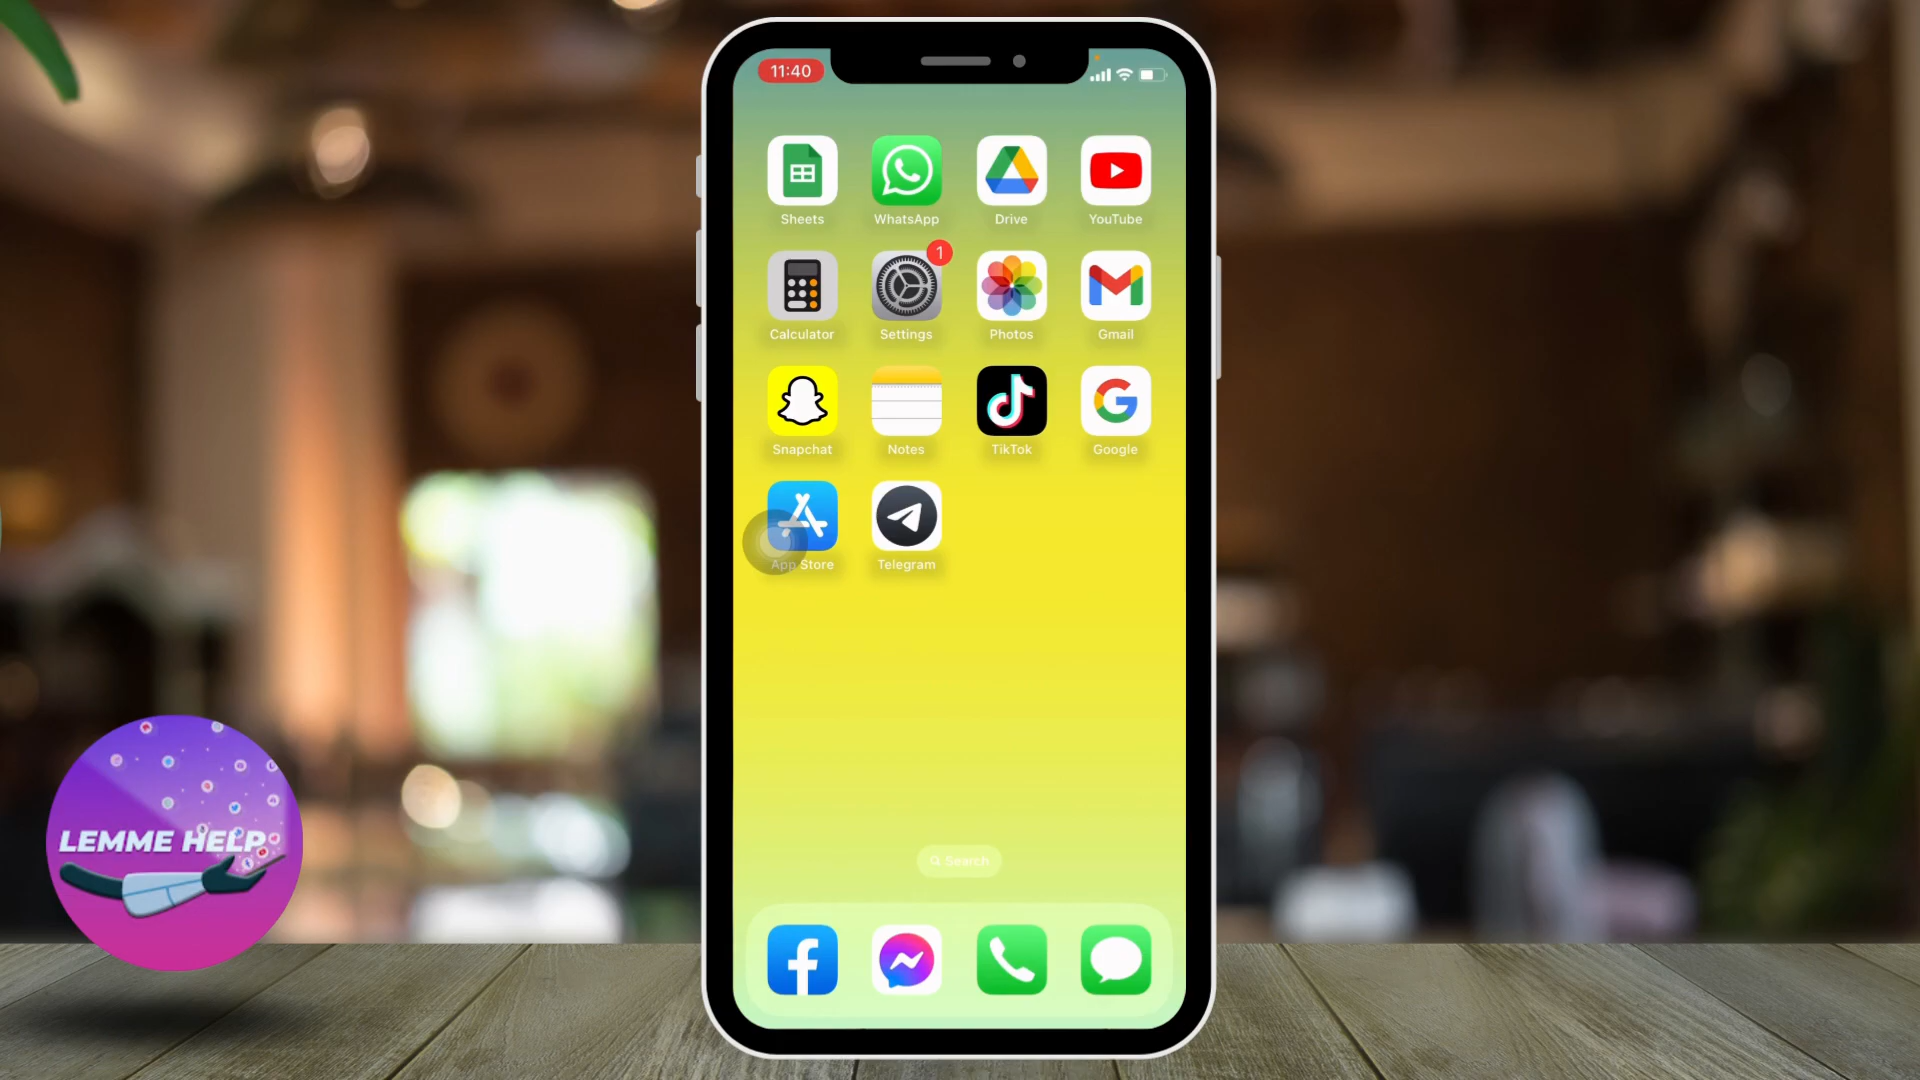 11:40
Sheets WhatsApp Drive YouTube
1
Calculator Settings Photos Gmail
Snapchat Notes TikTok Google
App Store Telegram
Search
LEMME HELP